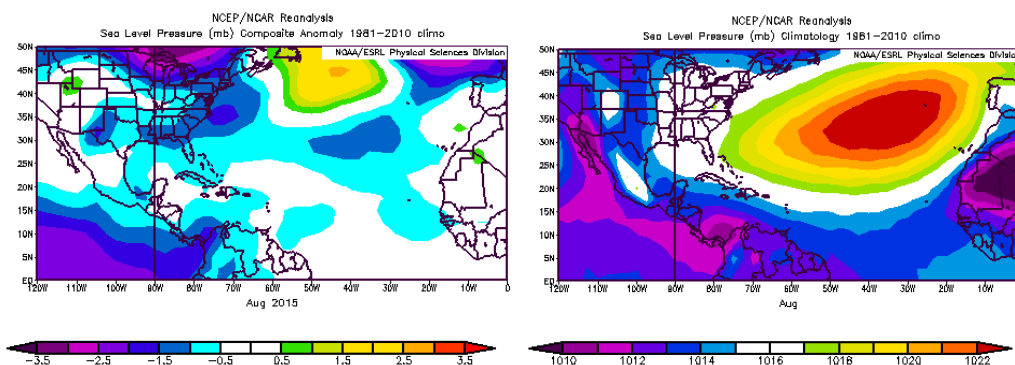 NCEP/NCAR Reanalysis
Sea Level Pressure (mb) Composite Anomaly 1981-2010 climo
NOAA/ESRL Physical Sciences Division
50N
45N
40N
35N
30N
25N
20N
15N
10N
5N
EQ
120W 110W 100W 90W 80W 70W 60W 50W 40W 30W 20W 10W 0
Aug 2015
-3.5 -2.5 -1.5 -0.5 0.5 1.5 2.5 3.5
NCEP/NCAR Reanalysis
Sea Level Pressure (mb) Climatology 1981-2010 climo
NOAA/ESRL Physical Sciences Divisio
50N
45N
40N
35N
30N
25N
20N
15N
10N
5N
EQ
120W 110W 100W 90W 80W 70W 60W 50W 40W 30W 20W 10W
Aug
1010 1012 1014 1016 1018 1020 1022